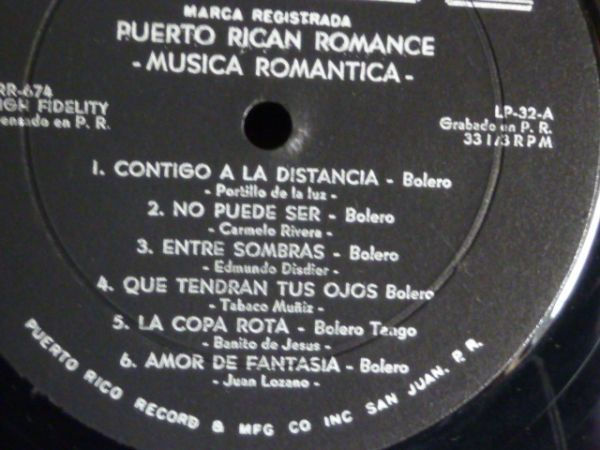 MARCA REGISTRADA
PUERTO RICAN ROMANCE
- MUSICA ROMANTICA -
RR-674
HIGH FIDELITY
Prensado en P. R.
LP-32-A
Grabado en P. R.
33 1/3 R P M
1. CONTIGO A LA DISTANCIA - Bolero
- Portillo de la luz -
2. NO PUEDE SER - Bolero
- Carmelo Rivera -
3. ENTRE SOMBRAS - Bolero
- Edmundo Disdier -
4. QUE TENDRAN TUS OJOS Bolero
- Tabaco Muñiz -
5. LA COPA ROTA - Bolero Tango
- Banito de Jesus -
6. AMOR DE FANTASIA - Bolero
- Juan Lozano -
PUERTO RICO RECORD & MFG CO INC SAN JUAN. P. R.